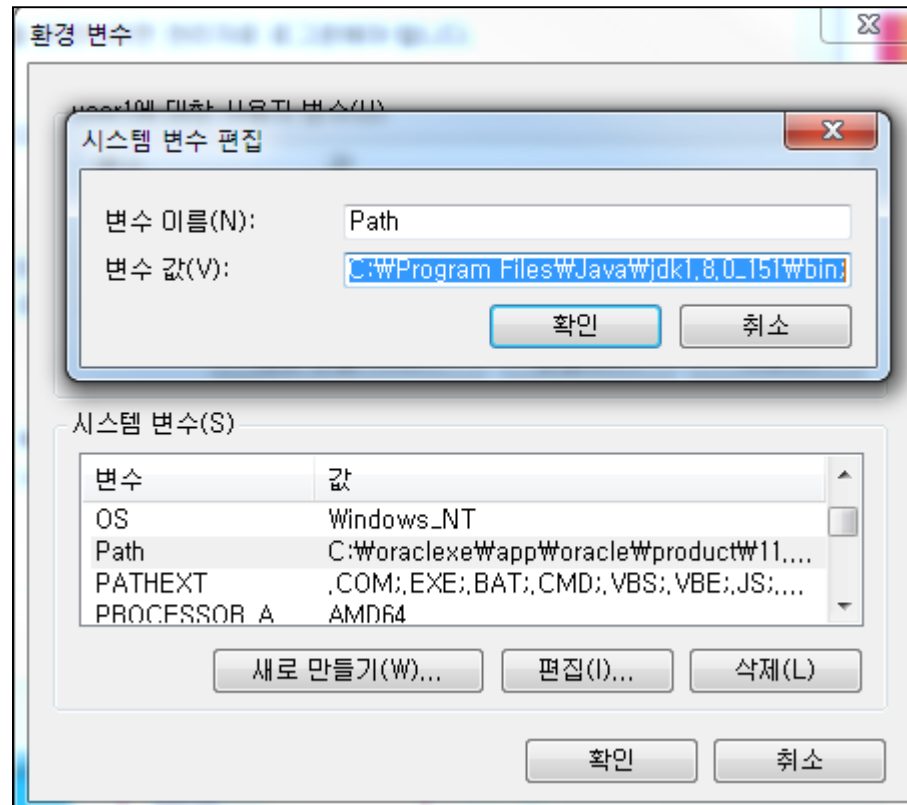 환경 변수
시스템 변수 편집
변수 이름(N):
Path
변수 값(V):
C:₩Program Files₩Java₩jdk1.8.0_151₩bin;
확인
취소
시스템 변수(S)
변수
값
OS
Windows_NT
Path
C:₩oraclexe₩app₩oracle₩product₩11....
PATHEXT
.COM;.EXE;.BAT;.CMD;.VBS;.VBE;.JS;....
PROCESSOR_A
AMD64
새로 만들기(W)...
편집(I)...
삭제(L)
확인
취소